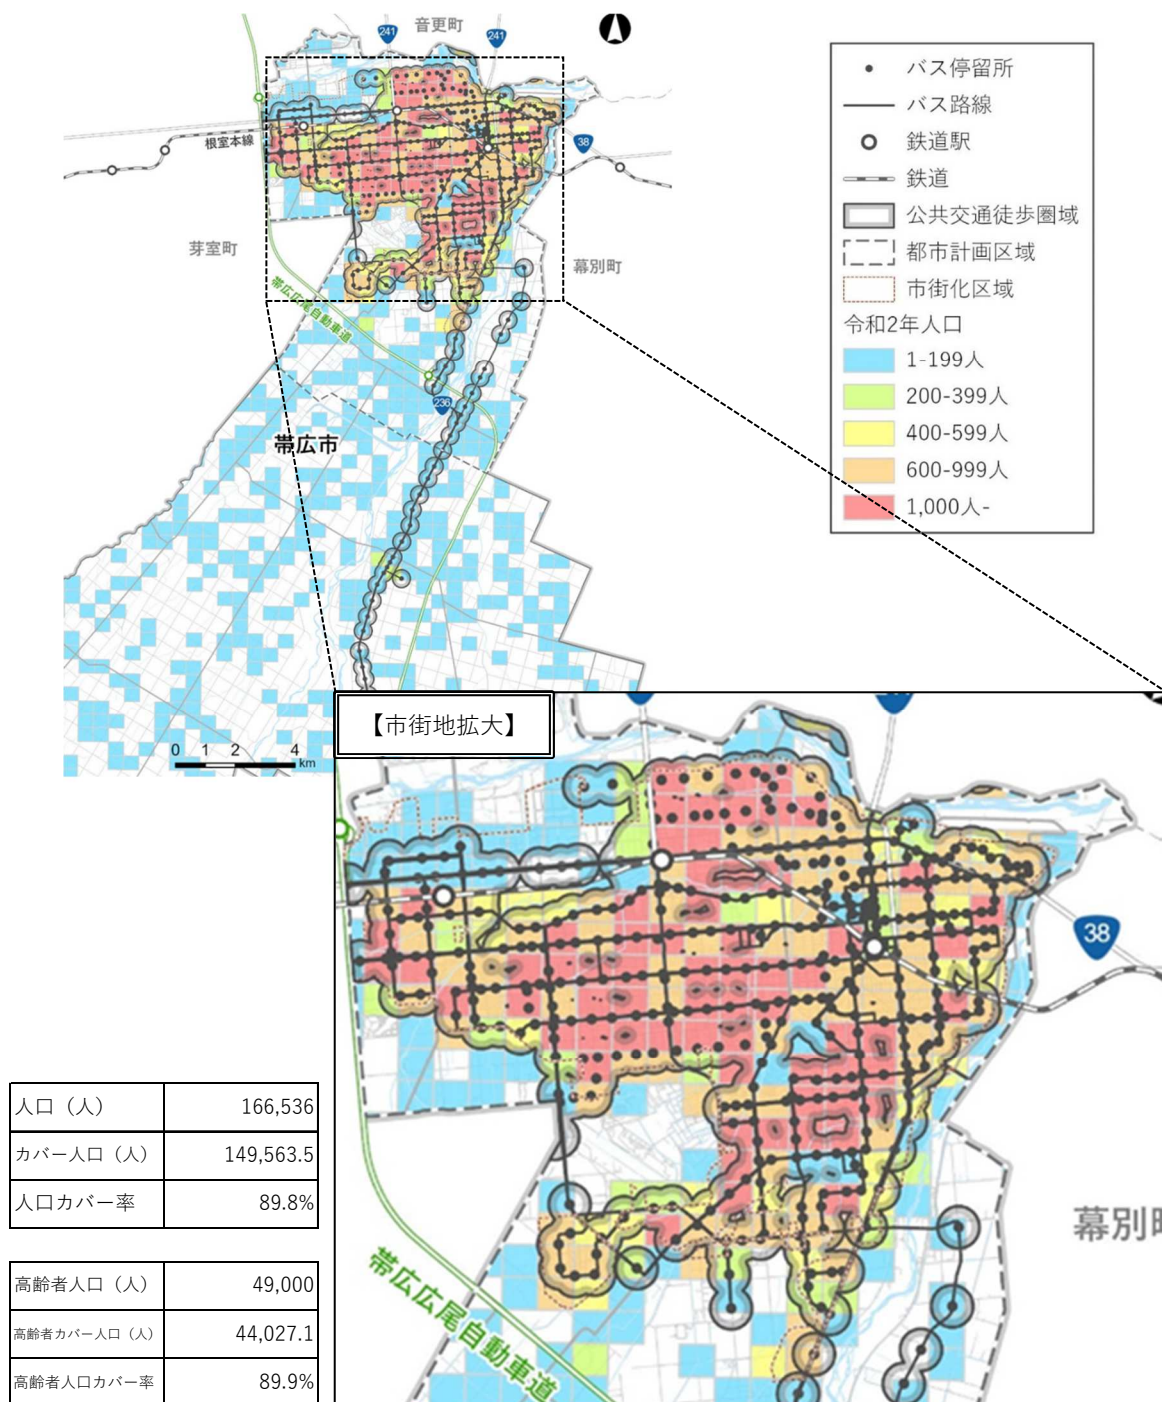 音更町
241
241
バス停留所
バス路線
38
鉄道駅
根室本線
鉄道
公共交通徒歩圏域
芽室町
都市計画区域
幕別町
市街化区域
帯広広尾自動車道
令和2年人口
1-199人
200-399人
236
400-599人
帯広市
600-999人
1,000人-
【市街地拡大】
0 1 2 4
km
38
人口（人） 166,536
カバー人口（人） 149,563.5
人口カバー率 89.8%
幕別町
高齢者人口（人） 49,000
帯広広尾自動車道
高齢者カバー人口（人） 44,027.1
高齢者人口カバー率 89.9%